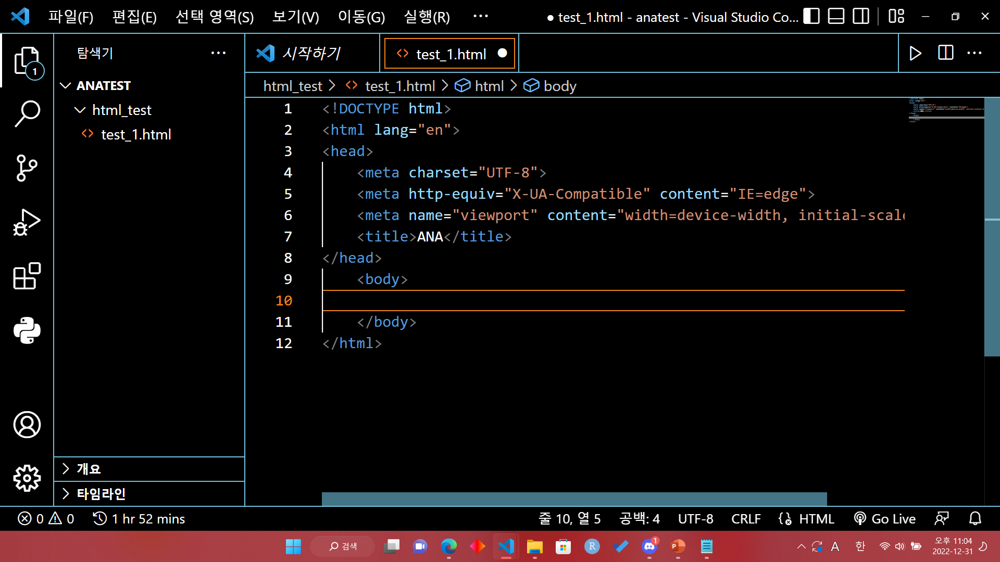 파일(F) 편집(E) 선택 영역(S) 보기(V) 이동(G) 실행(R) ··· ● test_1.html - anatest - Visual Studio Co...
탐색기 ···
시작하기 test_1.html ●
ANATEST
html_test
test_1.html
html_test > test_1.html > html > body
1 <!DOCTYPE html>
2 <html lang="en">
3 <head>
4 <meta charset="UTF-8">
5 <meta http-equiv="X-UA-Compatible" content="IE=edge">
6 <meta name="viewport" content="width=device-width, initial-scale
7 <title>ANA</title>
8 </head>
9 <body>
10
11 </body>
12 </html>
1
개요
타임라인
0 0 1 hr 52 mins 줄 10, 열 5 공백: 4 UTF-8 CRLF HTML Go Live
검색 R P 1 A 한 오후 11:04
2022-12-31